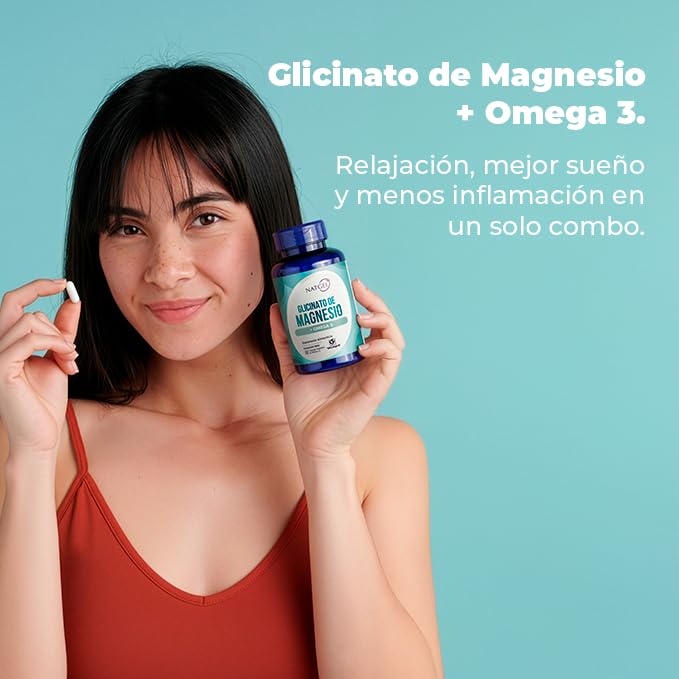 Glicinato de Magnesio
+ Omega 3.
Relajación, mejor sueño
y menos inflamación en
un solo combo.
NATGEL
GLICINATO DE
MAGNESIO
+ OMEGA 3